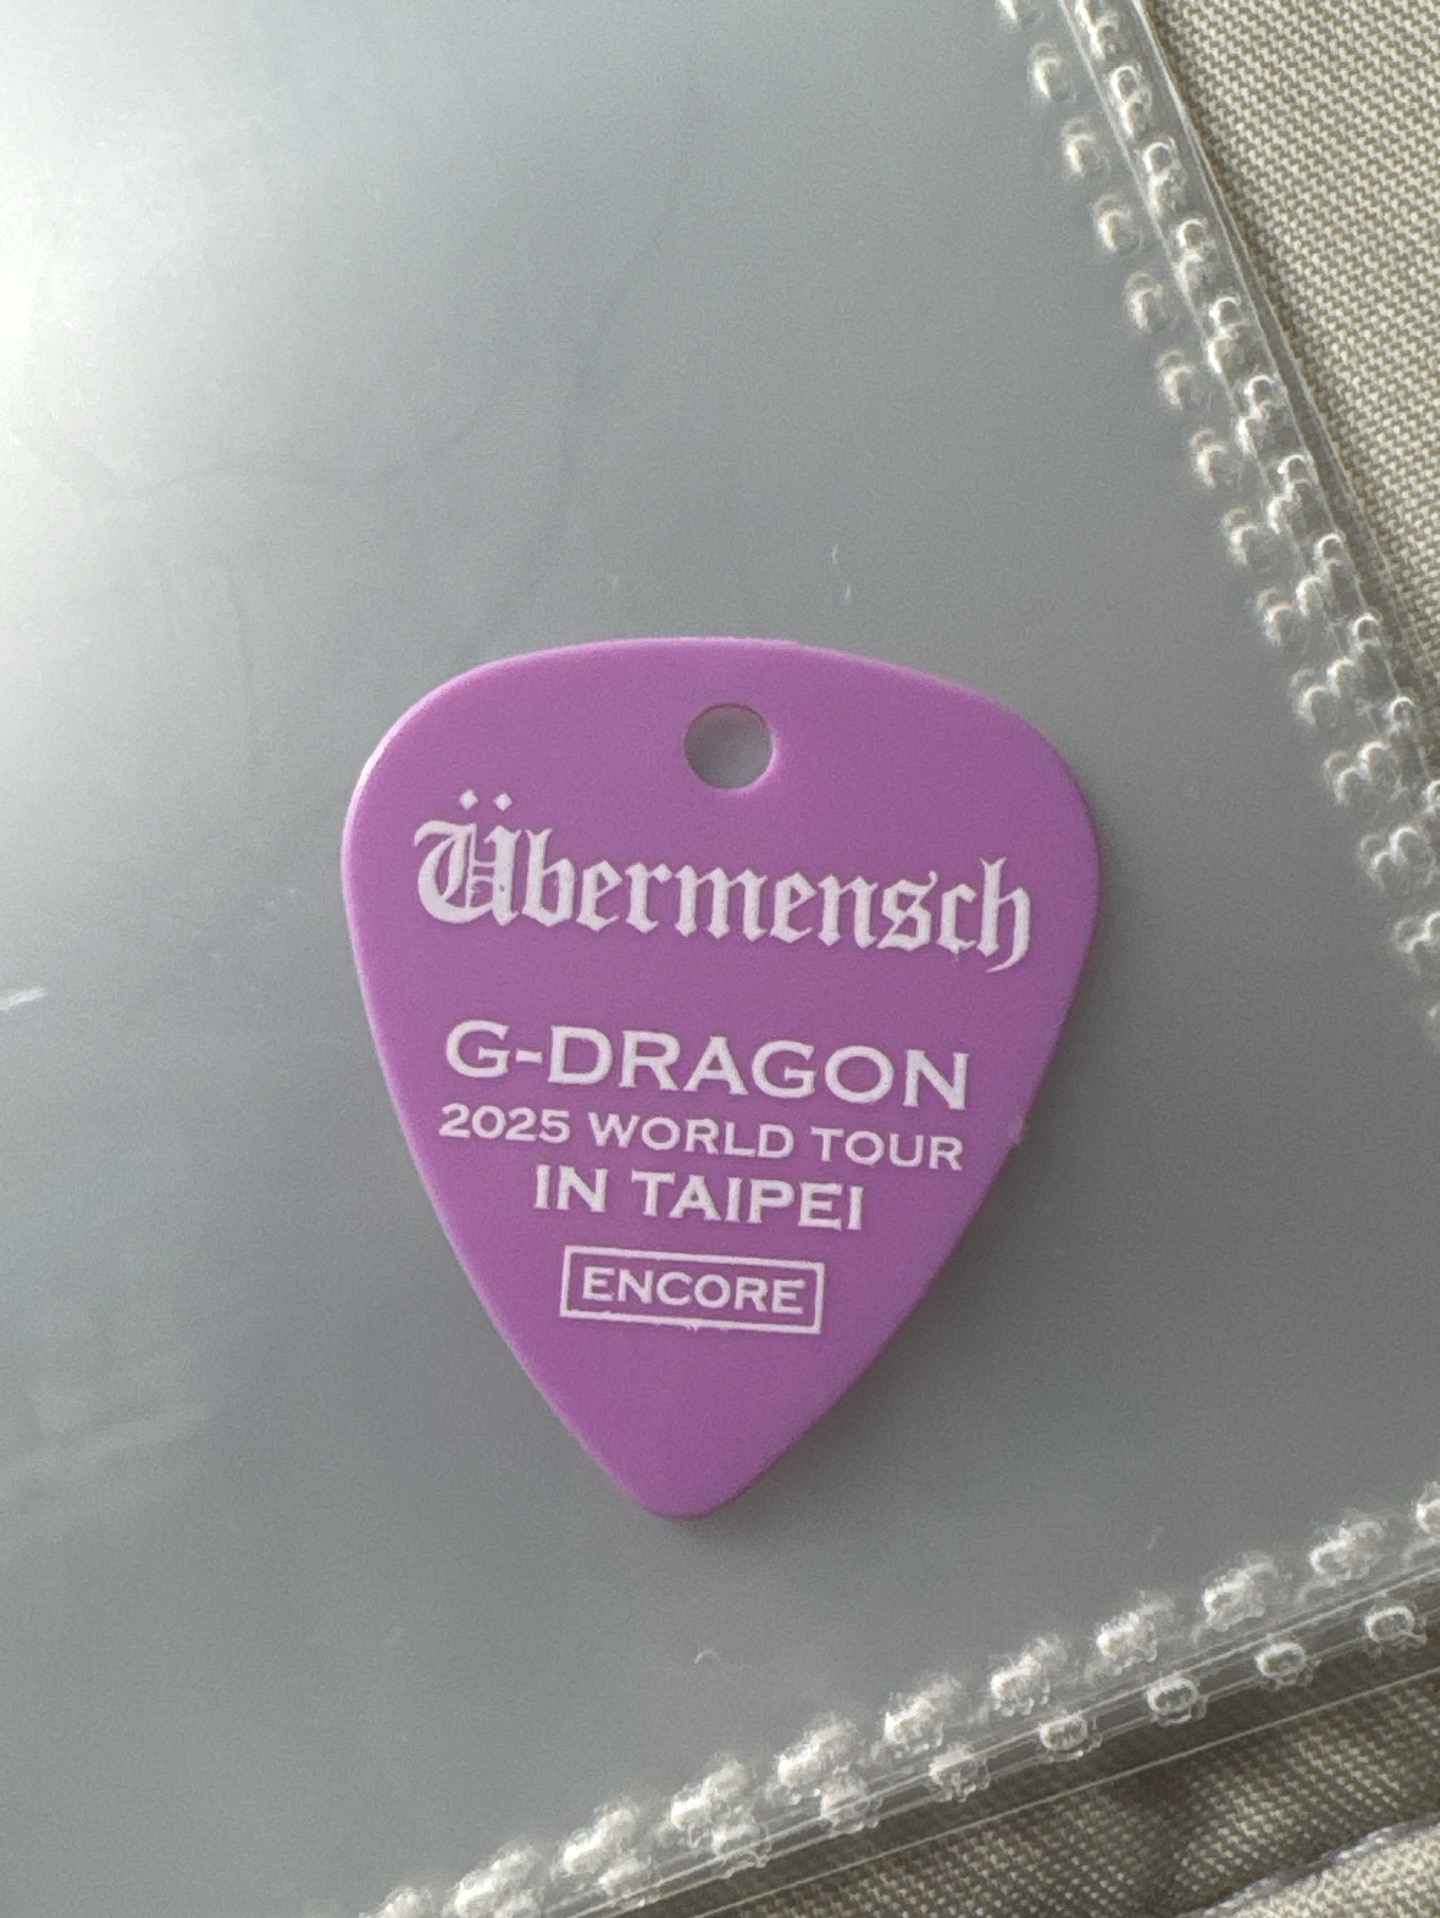 Übermensch
G-DRAGON
2025 WORLD TOUR
IN TAIPEI
ENCORE